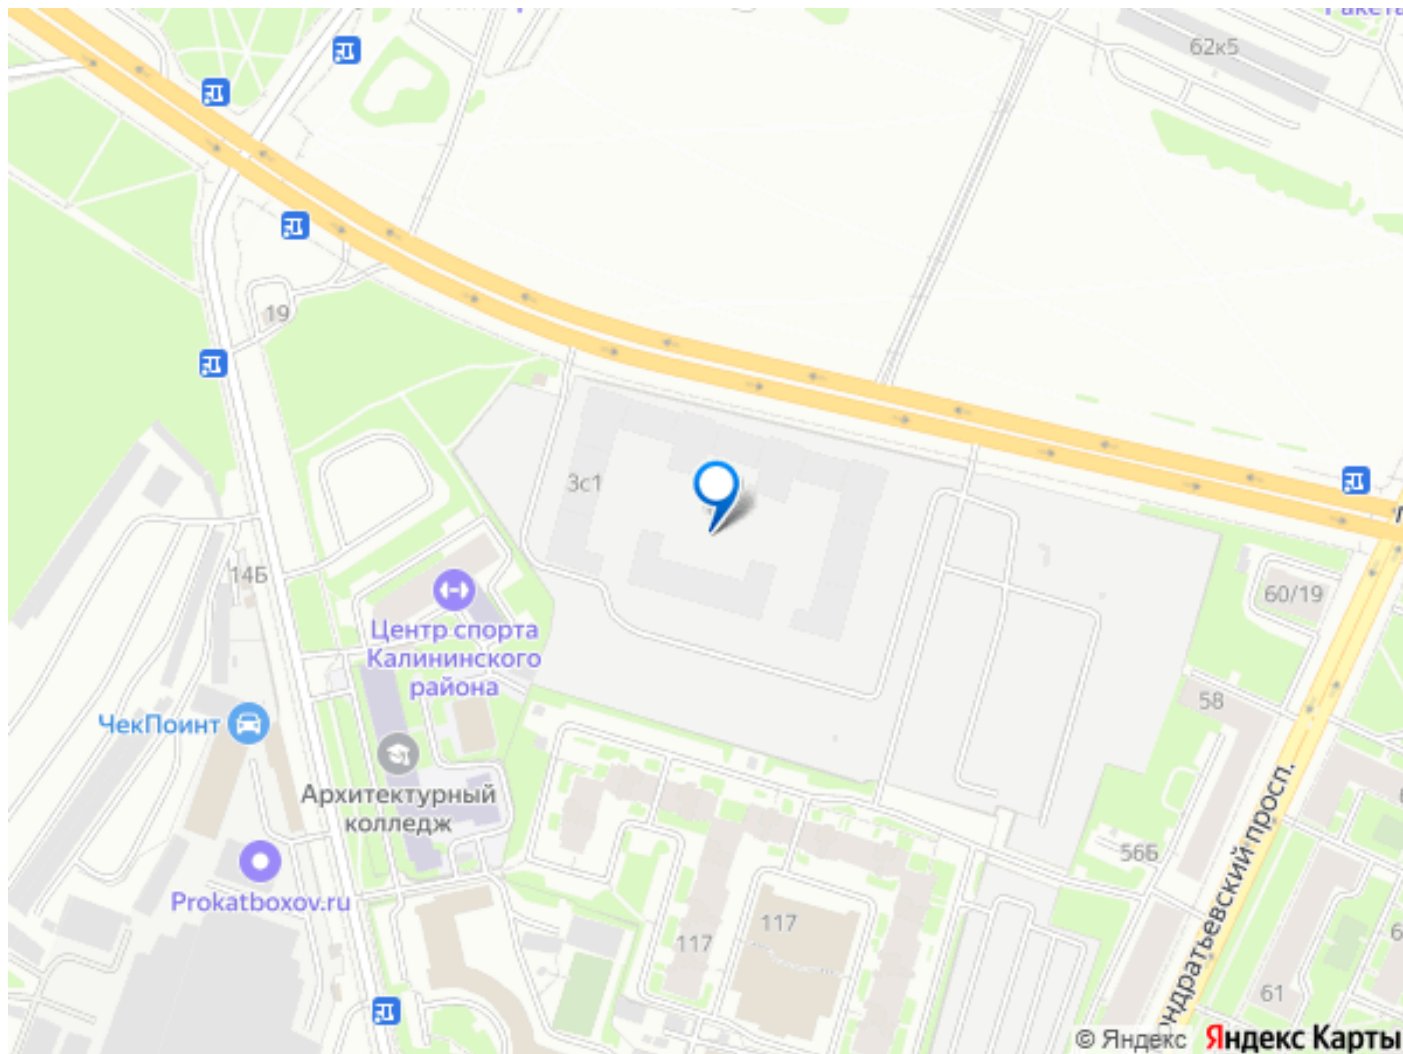 62к5
19
3с1
14Б
60/19
Центр спорта
Калининского
района
58
ЧекПоинт
Архитектурный
колледж
56Б
Prokatboxov.ru
117
117
61
ндратьевский просп.
© Яндекс
Яндекс Карты